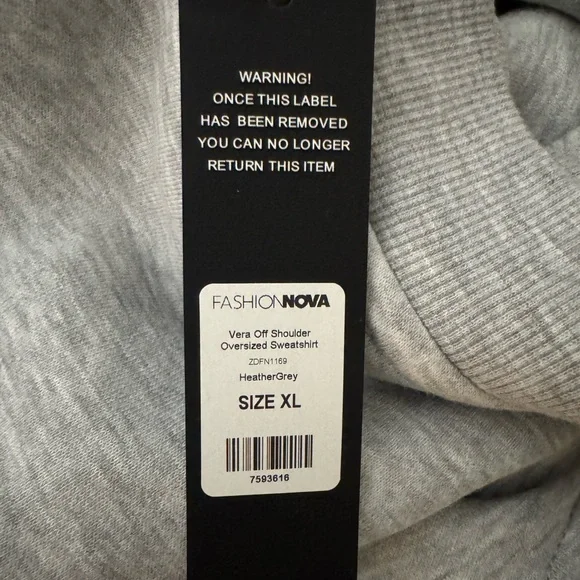 WARNING!
ONCE THIS LABEL
HAS BEEN REMOVED
YOU CAN NO LONGER
RETURN THIS ITEM
FASHIONNOVA
Vera Off Shoulder
Oversized Sweatshirt
ZDFN1169
HeatherGrey
SIZE XL
7593616